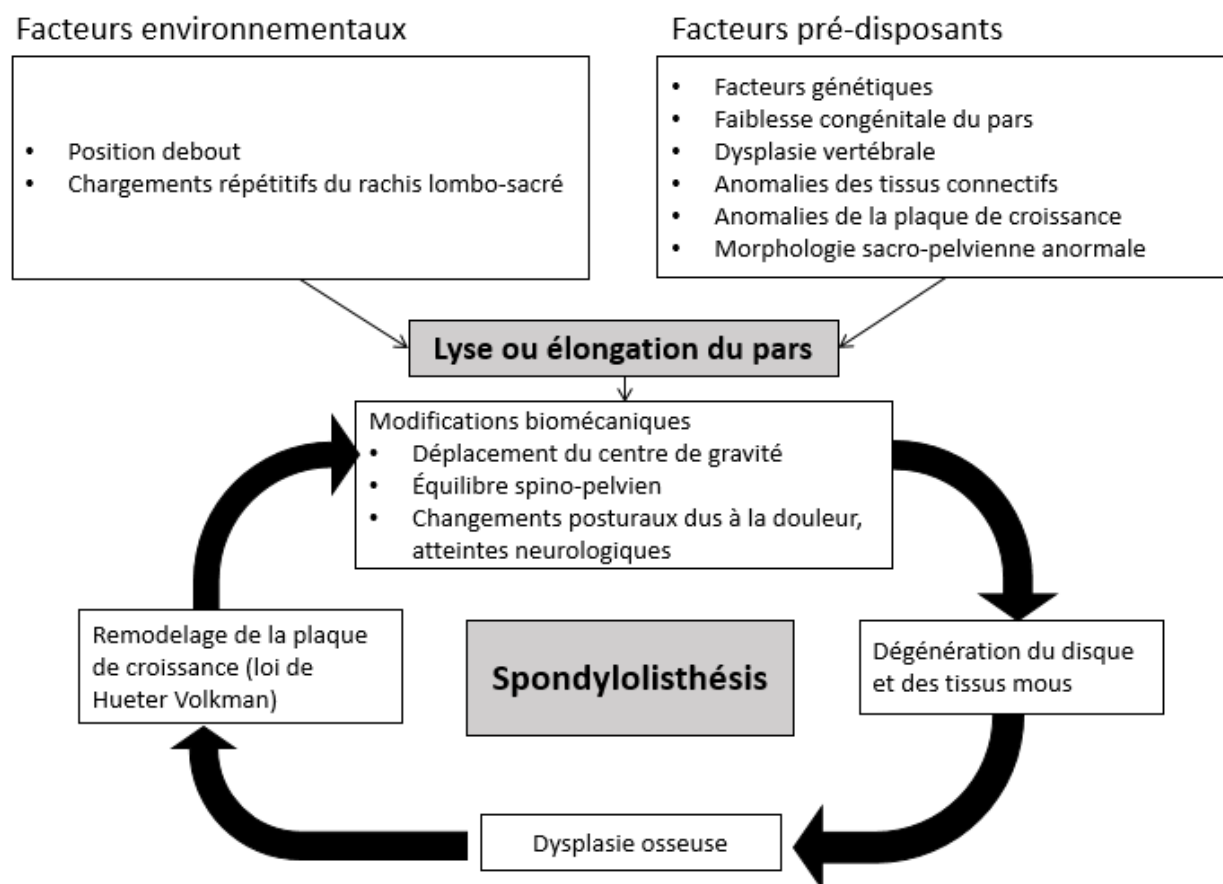 Facteurs environnementaux
• Position debout
• Chargements répétitifs du rachis lombo-sacré
Facteurs pré-disposants
• Facteurs génétiques
• Faiblesse congénitale du pars
• Dysplasie vertébrale
• Anomalies des tissus connectifs
• Anomalies de la plaque de croissance
• Morphologie sacro-pelvienne anormale
Lyse ou élongation du pars
Modifications biomécaniques
• Déplacement du centre de gravité
• Équilibre spino-pelvien
• Changements posturaux dus à la douleur,
atteintes neurologiques
Dégénération du disque
et des tissus mous
Dysplasie osseuse
Remodelage de la plaque
de croissance (loi de
Hueter Volkman)
Spondylolisthésis